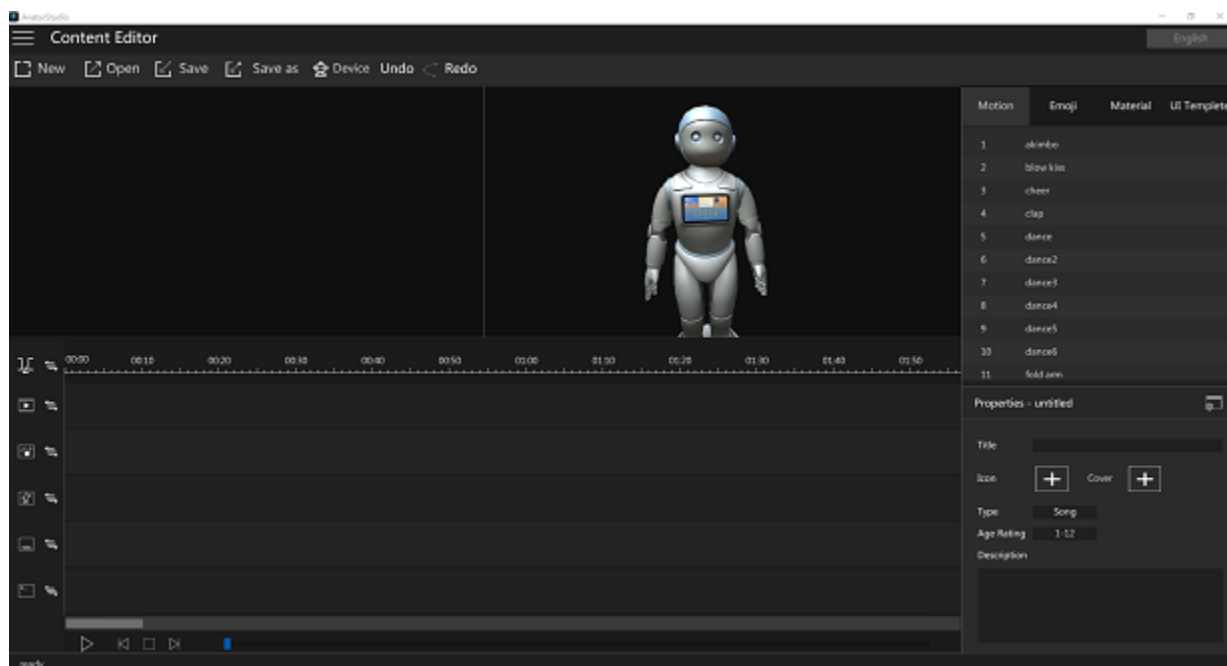 AvatarStudio
Content Editor
English
New Open Save Save as Device Undo Redo
Motion Emoji Material UI Templete
1 akimbo
2 blow kiss
3 cheer
4 clap
5 dance
6 dance2
7 dance3
8 dance4
9 dance5
10 dance6
11 fold arm
00:00 00:10 00:20 00:30 00:40 00:50 01:00 01:10 01:20 01:30 01:40 01:50
Properties - untitled
Title
Icon Cover
Type Song
Age Rating 1-12
Description
ready